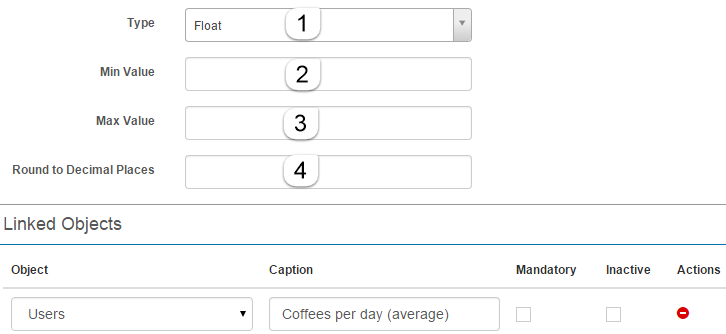 Type Float 1
Min Value 2
Max Value 3
Round to Decimal Places 4
Linked Objects
Object Caption Mandatory Inactive Actions
Users Coffees per day (average)